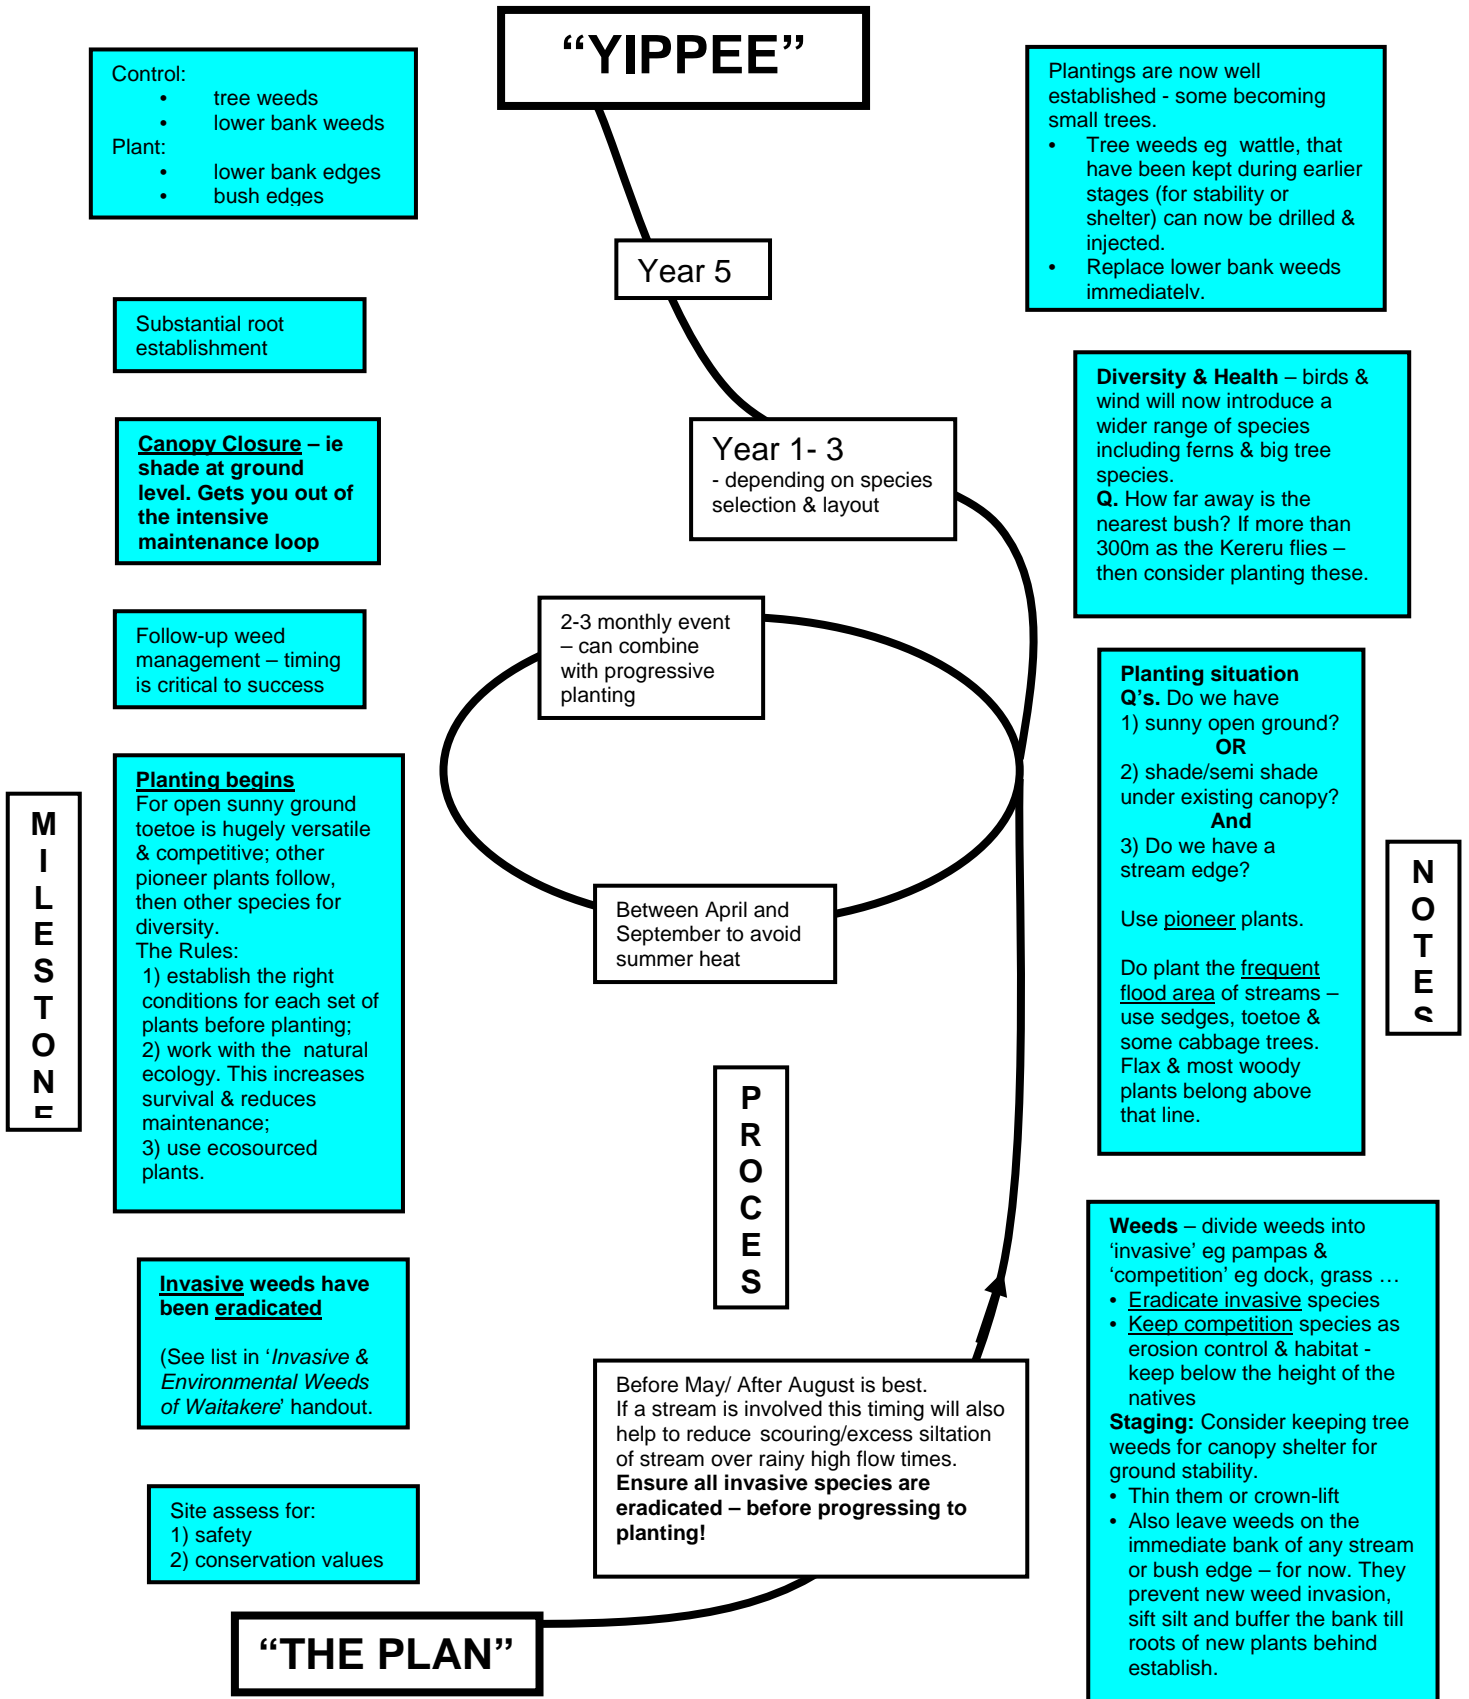 “YIPPEE”
Control:
• tree weeds
• lower bank weeds
Plant:
• lower bank edges
• bush edges
Plantings are now well
established - some becoming
small trees.
• Tree weeds eg wattle, that
have been kept during earlier
stages (for stability or
shelter) can now be drilled &
injected.
• Replace lower bank weeds
immediately.
Year 5
Substantial root
establishment
Diversity & Health – birds &
wind will now introduce a
wider range of species
including ferns & big tree
species.
Q. How far away is the
nearest bush? If more than
300m as the Kereru flies –
then consider planting these.
Canopy Closure – ie
shade at ground
level. Gets you out of
the intensive
maintenance loop
Year 1- 3
- depending on species
selection & layout
Follow-up weed
management – timing
is critical to success
2-3 monthly event
– can combine
with progressive
planting
Planting situation
Q’s. Do we have
1) sunny open ground?
OR
2) shade/semi shade
under existing canopy?
And
3) Do we have a
stream edge?
Use pioneer plants.
Do plant the frequent
flood area of streams –
use sedges, toetoe &
some cabbage trees.
Flax & most woody
plants belong above
that line.
M
I
L
E
S
T
O
N
E
Planting begins
For open sunny ground
toetoe is hugely versatile
& competitive; other
pioneer plants follow,
then other species for
diversity.
The Rules:
1) establish the right
conditions for each set of
plants before planting;
2) work with the natural
ecology. This increases
survival & reduces
maintenance;
3) use ecosourced
plants.
Between April and
September to avoid
summer heat
N
O
T
E
S
P
R
O
C
E
S
Invasive weeds have
been eradicated
(See list in ‘Invasive &
Environmental Weeds
of Waitakere’ handout.
Weeds – divide weeds into
‘invasive’ eg pampas &
‘competition’ eg dock, grass …
• Eradicate invasive species
• Keep competition species as
erosion control & habitat -
keep below the height of the
natives
Staging: Consider keeping tree
weeds for canopy shelter for
ground stability.
• Thin them or crown-lift
• Also leave weeds on the
immediate bank of any stream
or bush edge – for now. They
prevent new weed invasion,
sift silt and buffer the bank till
roots of new plants behind
establish.
Before May/ After August is best.
If a stream is involved this timing will also
help to reduce scouring/excess siltation
of stream over rainy high flow times.
Ensure all invasive species are
eradicated – before progressing to
planting!
Site assess for:
1) safety
2) conservation values
“THE PLAN”